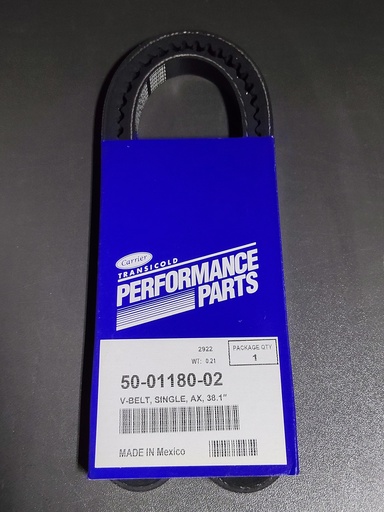 Carrier
TRANSICOLD
PERFORMANCE
PARTS
2922
WT: 0.21
PACKAGE QTY
1
50-01180-02
V-BELT, SINGLE, AX, 38.1"
MADE IN Mexico